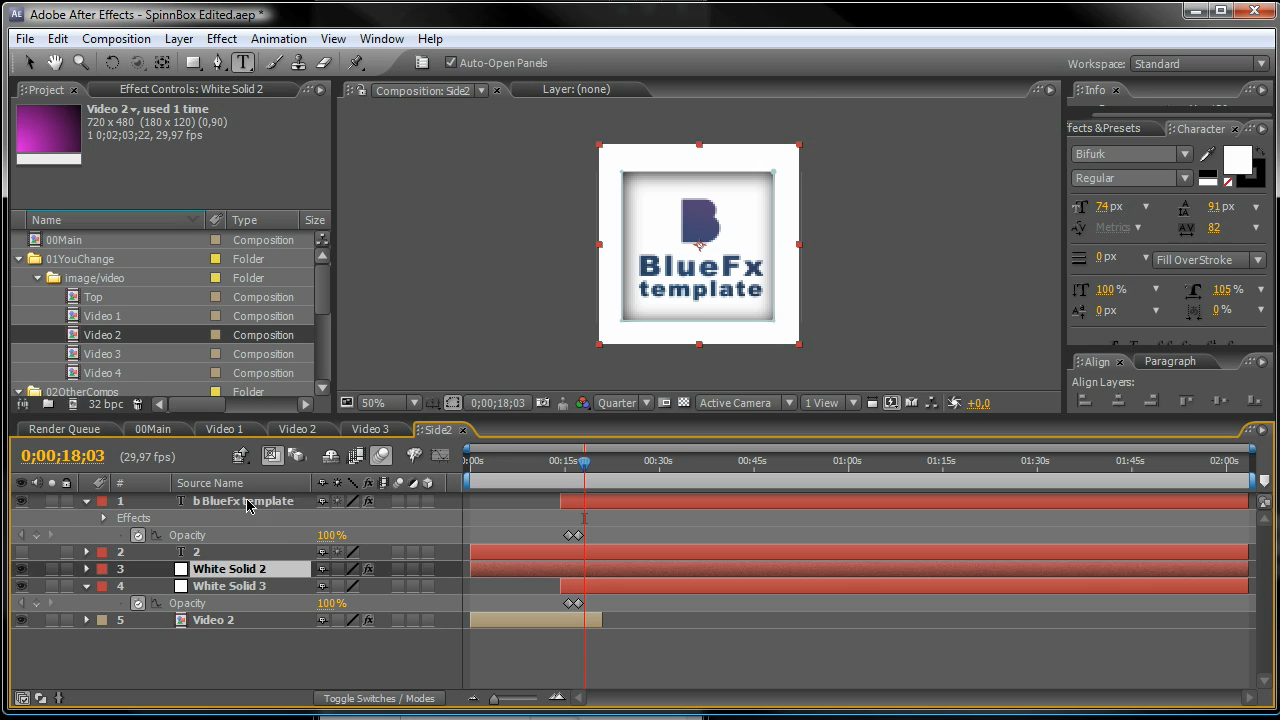 Adobe After Effects - SpinnBox Edited.aep *
File Edit Composition Layer Effect Animation View Window Help
Auto-Open Panels
Workspace: Standard
Project
Effect Controls: White Solid 2
Composition: Side2
Layer: (none)
Info
Video 2, used 1 time
720 x 480 (180 x 120) (0,90)
1 0;02;03;22, 29,97 fps
ffects & Presets
Character
Bifurk
Regular
74 px
91 px
Metrics
82
0 px
Fill Over Stroke
100 %
105 %
0 px
0 %
Align
Paragraph
Align Layers:
Name Type Size
00Main Composition
01YouChange Folder
image/video Folder
Top Composition
Video 1 Composition
Video 2 Composition
Video 3 Composition
Video 4 Composition
02OtherComps Folder
32 bpc
B
BlueFx
template
50%
0;00;18;03
Quarter
Active Camera
1 View
+0,0
Render Queue
00Main
Video 1
Video 2
Video 3
Side2
0;00;18;03
(29,97 fps)
0:00s 00:15s 00:30s 00:45s 01:00s 01:15s 01:30s 01:45s 02:00s
# Source Name
1 T b BlueFx template
Effects
Opacity 100%
2 T 2
3 White Solid 2
4 White Solid 3
Opacity 100%
5 Video 2
Toggle Switches / Modes